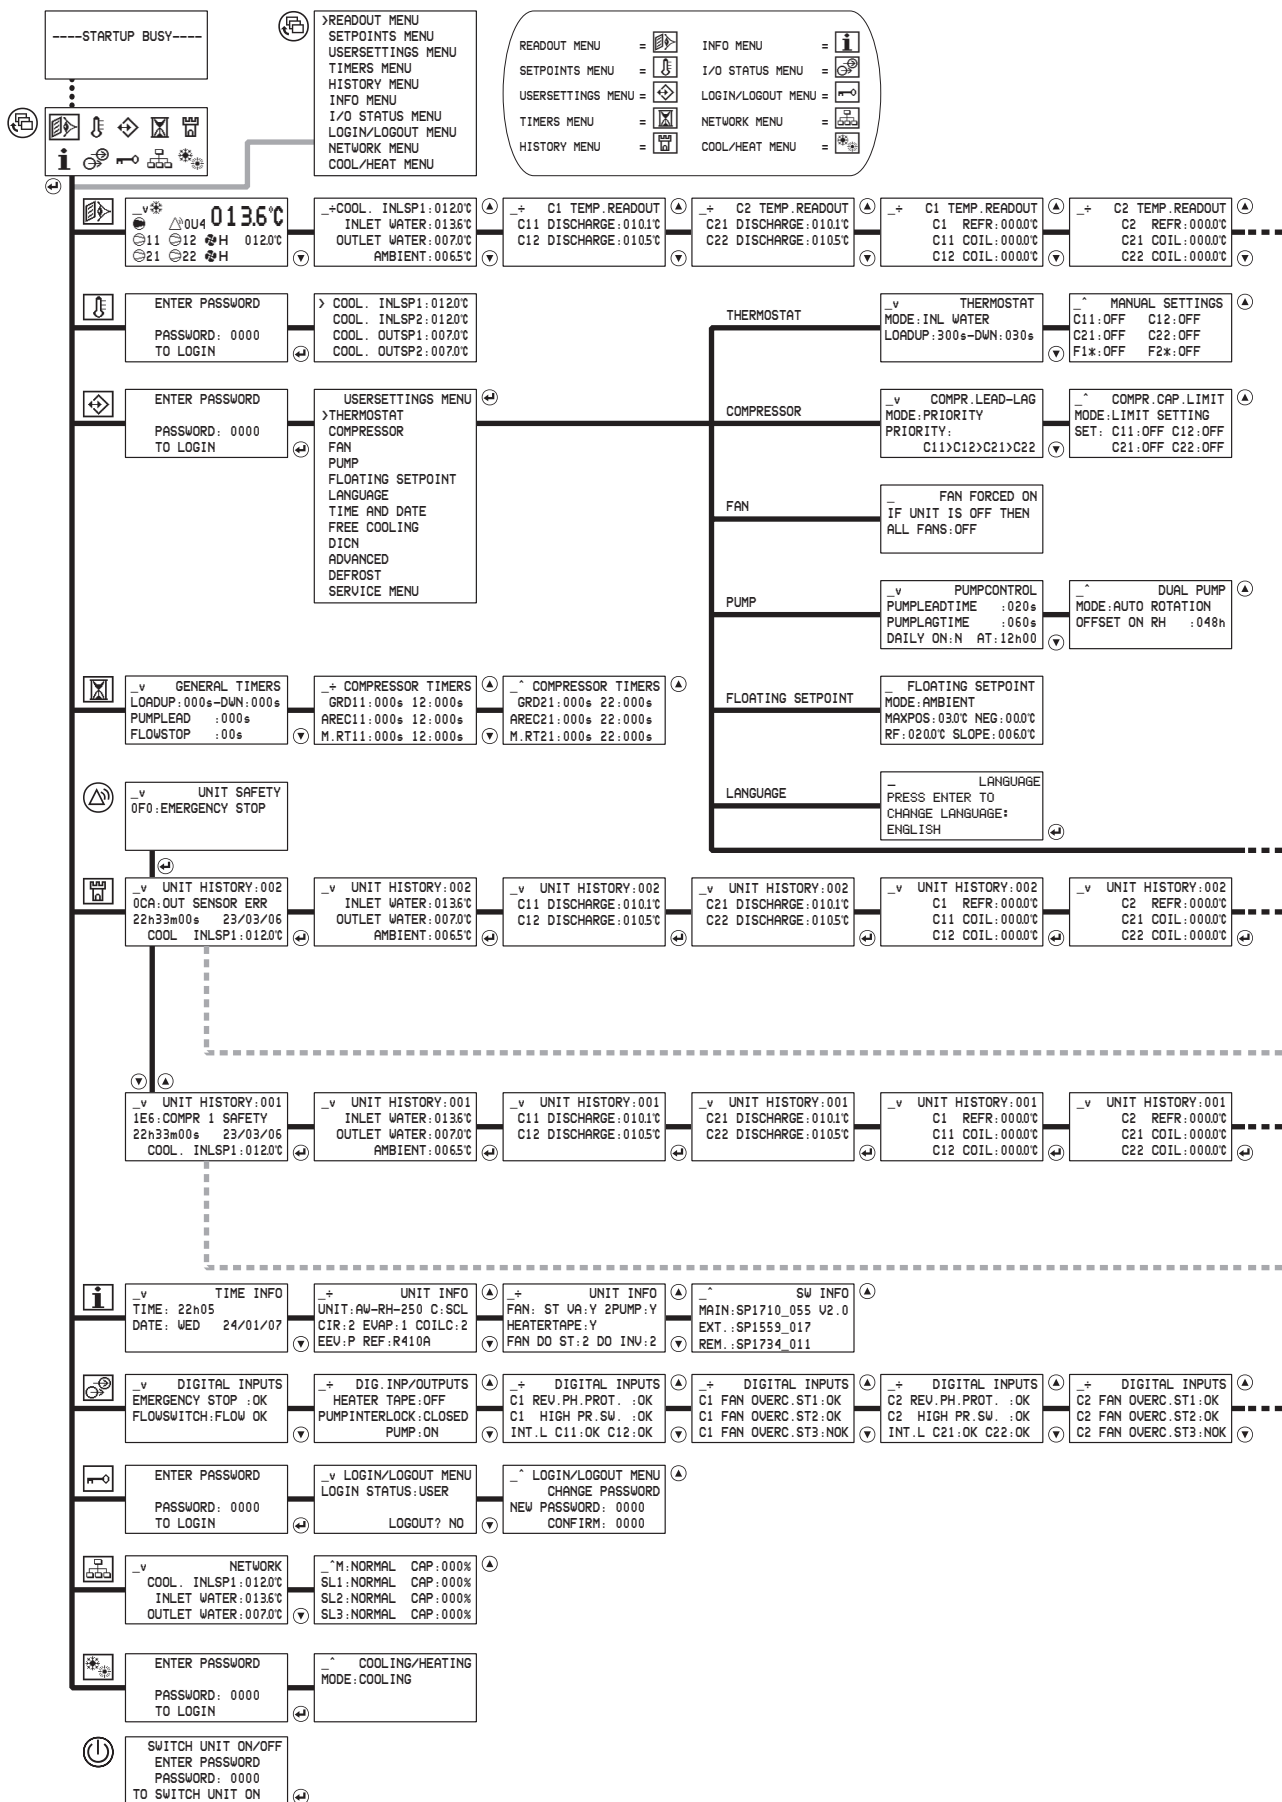 ----STARTUP BUSY----
>READOUT MENU
SETPOINTS MENU
USERSETTINGS MENU
TIMERS MENU
HISTORY MENU
INFO MENU
I/O STATUS MENU
LOGIN/LOGOUT MENU
NETWORK MENU
COOL/HEAT MENU
READOUT MENU =
SETPOINTS MENU =
USERSETTINGS MENU =
TIMERS MENU =
HISTORY MENU =
INFO MENU =
I/O STATUS MENU =
LOGIN/LOGOUT MENU =
NETWORK MENU =
COOL/HEAT MENU =
_v
0U4 013.6°C
11 12 H 012.0°C
21 22 H
_÷COOL. INLSP1:012.0°C
INLET WATER:013.6°C
OUTLET WATER:007.0°C
AMBIENT:006.5°C
_÷ C1 TEMP.READOUT
C11 DISCHARGE:010.1°C
C12 DISCHARGE:010.5°C
_÷ C2 TEMP.READOUT
C21 DISCHARGE:010.1°C
C22 DISCHARGE:010.5°C
_÷ C1 TEMP.READOUT
C1 REFR:000.0°C
C11 COIL:000.0°C
C12 COIL:000.0°C
_÷ C2 TEMP.READOUT
C2 REFR:000.0°C
C21 COIL:000.0°C
C22 COIL:000.0°C
ENTER PASSWORD
PASSWORD: 0000
TO LOGIN
> COOL. INLSP1:012.0°C
COOL. INLSP2:012.0°C
COOL. OUTSP1:007.0°C
COOL. OUTSP2:007.0°C
ENTER PASSWORD
PASSWORD: 0000
TO LOGIN
USERSETTINGS MENU
>THERMOSTAT
COMPRESSOR
FAN
PUMP
FLOATING SETPOINT
LANGUAGE
TIME AND DATE
FREE COOLING
DICN
ADVANCED
DEFROST
SERVICE MENU
THERMOSTAT
_v THERMOSTAT
MODE:INL WATER
LOADUP:300s-DWN:030s
_^ MANUAL SETTINGS
C11:OFF C12:OFF
C21:OFF C22:OFF
F1*:OFF F2*:OFF
COMPRESSOR
_v COMPR.LEAD-LAG
MODE:PRIORITY
PRIORITY:
C11>C12>C21>C22
_^ COMPR.CAP.LIMIT
MODE:LIMIT SETTING
SET: C11:OFF C12:OFF
C21:OFF C22:OFF
FAN
_ FAN FORCED ON
IF UNIT IS OFF THEN
ALL FANS:OFF
PUMP
_v PUMPCONTROL
PUMPLEADTIME :020s
PUMPLAGTIME :060s
DAILY ON:N AT:12h00
_^ DUAL PUMP
MODE:AUTO ROTATION
OFFSET ON RH :048h
FLOATING SETPOINT
_ FLOATING SETPOINT
MODE:AMBIENT
MAXPOS:03.0°C NEG:00.0°C
RF:020.0°C SLOPE:006.0°C
LANGUAGE
_ LANGUAGE
PRESS ENTER TO
CHANGE LANGUAGE:
ENGLISH
_v GENERAL TIMERS
LOADUP:000s-DWN:000s
PUMPLEAD :000s
FLOWSTOP :00s
_÷ COMPRESSOR TIMERS
GRD11:000s 12:000s
AREC11:000s 12:000s
M.RT11:000s 12:000s
_^ COMPRESSOR TIMERS
GRD21:000s 22:000s
AREC21:000s 22:000s
M.RT21:000s 22:000s
_v UNIT SAFETY
0F0:EMERGENCY STOP
_v UNIT HISTORY:002
0CA:OUT SENSOR ERR
22h33m00s 23/03/06
COOL INLSP1:012.0°C
_v UNIT HISTORY:002
INLET WATER:013.6°C
OUTLET WATER:007.0°C
AMBIENT:006.5°C
_v UNIT HISTORY:002
C11 DISCHARGE:010.1°C
C12 DISCHARGE:010.5°C
_v UNIT HISTORY:002
C21 DISCHARGE:010.1°C
C22 DISCHARGE:010.5°C
_v UNIT HISTORY:002
C1 REFR:000.0°C
C11 COIL:000.0°C
C12 COIL:000.0°C
_v UNIT HISTORY:002
C2 REFR:000.0°C
C21 COIL:000.0°C
C22 COIL:000.0°C
_v UNIT HISTORY:001
1E6:COMPR 1 SAFETY
22h33m00s 23/03/06
COOL. INLSP1:012.0°C
_v UNIT HISTORY:001
INLET WATER:013.6°C
OUTLET WATER:007.0°C
AMBIENT:006.5°C
_v UNIT HISTORY:001
C11 DISCHARGE:010.1°C
C12 DISCHARGE:010.5°C
_v UNIT HISTORY:001
C21 DISCHARGE:010.1°C
C22 DISCHARGE:010.5°C
_v UNIT HISTORY:001
C1 REFR:000.0°C
C11 COIL:000.0°C
C12 COIL:000.0°C
_v UNIT HISTORY:001
C2 REFR:000.0°C
C21 COIL:000.0°C
C22 COIL:000.0°C
_v TIME INFO
TIME: 22h05
DATE: WED 24/01/07
_÷ UNIT INFO
UNIT:AW-RH-250 C:SCL
CIR:2 EVAP:1 COILC:2
EEV:P REF:R410A
_÷ UNIT INFO
FAN: ST VA:Y 2PUMP:Y
HEATERTAPE:Y
FAN DO ST:2 DO INV:2
_^ SW INFO
MAIN:SP1710_055 V2.0
EXT.:SP1559_017
REM.:SP1734_011
_v DIGITAL INPUTS
EMERGENCY STOP :OK
FLOWSWITCH:FLOW OK
_÷ DIG.INP/OUTPUTS
HEATER TAPE:OFF
PUMPINTERLOCK:CLOSED
PUMP:ON
_÷ DIGITAL INPUTS
C1 REV.PH.PROT. :OK
C1 HIGH PR.SW. :OK
INT.L C11:OK C12:OK
_÷ DIGITAL INPUTS
C1 FAN OVERC.ST1:OK
C1 FAN OVERC.ST2:OK
C1 FAN OVERC.ST3:NOK
_÷ DIGITAL INPUTS
C2 REV.PH.PROT. :OK
C2 HIGH PR.SW. :OK
INT.L C21:OK C22:OK
_÷ DIGITAL INPUTS
C2 FAN OVERC.ST1:OK
C2 FAN OVERC.ST2:OK
C2 FAN OVERC.ST3:NOK
ENTER PASSWORD
PASSWORD: 0000
TO LOGIN
_v LOGIN/LOGOUT MENU
LOGIN STATUS:USER
LOGOUT? NO
_^ LOGIN/LOGOUT MENU
CHANGE PASSWORD
NEW PASSWORD: 0000
CONFIRM: 0000
_v NETWORK
COOL. INLSP1:012.0°C
INLET WATER:013.6°C
OUTLET WATER:007.0°C
_^M:NORMAL CAP:000%
SL1:NORMAL CAP:000%
SL2:NORMAL CAP:000%
SL3:NORMAL CAP:000%
ENTER PASSWORD
PASSWORD: 0000
TO LOGIN
_^ COOLING/HEATING
MODE:COOLING
SWITCH UNIT ON/OFF
ENTER PASSWORD
PASSWORD: 0000
TO SWITCH UNIT ON